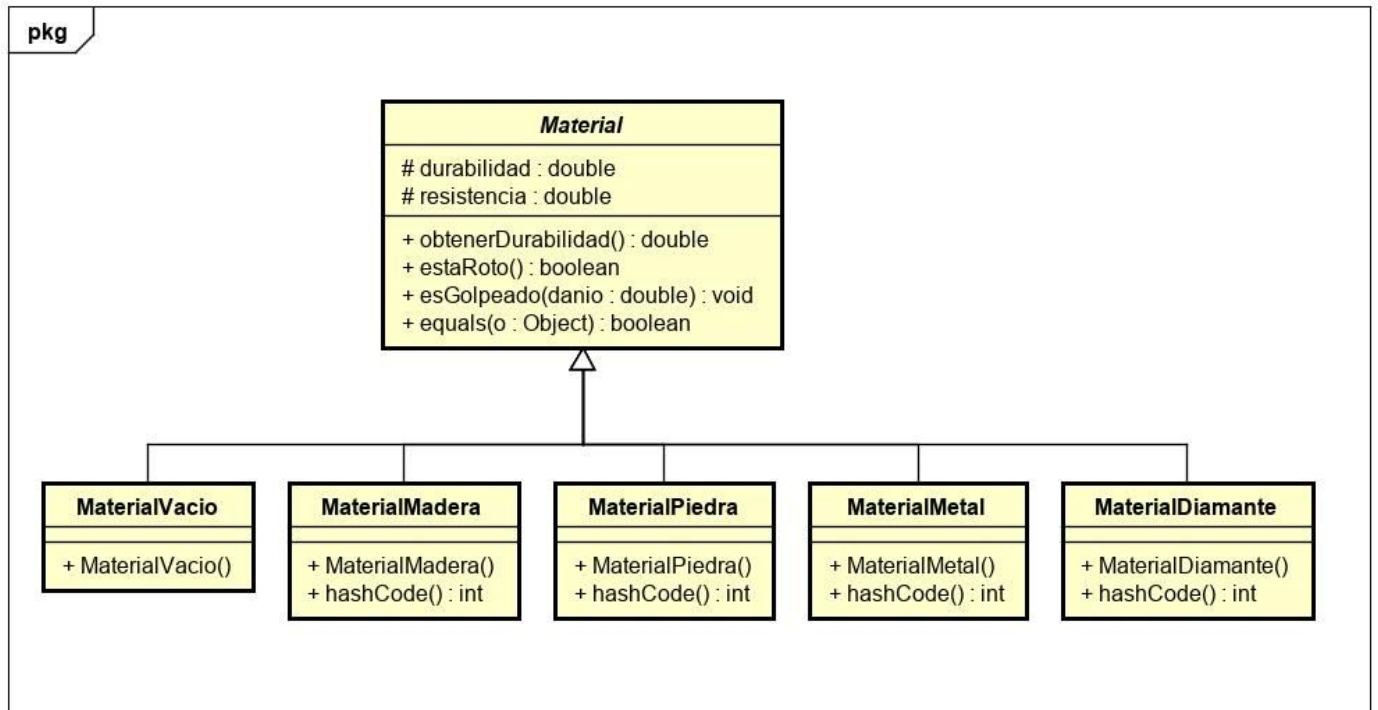 pkg
Material
# durabilidad : double
# resistencia : double
+ obtenerDurabilidad() : double
+ estaRoto() : boolean
+ esGolpeado(danio : double) : void
+ equals(o : Object) : boolean
MaterialVacio
+ MaterialVacio()
MaterialMadera
+ MaterialMadera()
+ hashCode() : int
MaterialPiedra
+ MaterialPiedra()
+ hashCode() : int
MaterialMetal
+ MaterialMetal()
+ hashCode() : int
MaterialDiamante
+ MaterialDiamante()
+ hashCode() : int